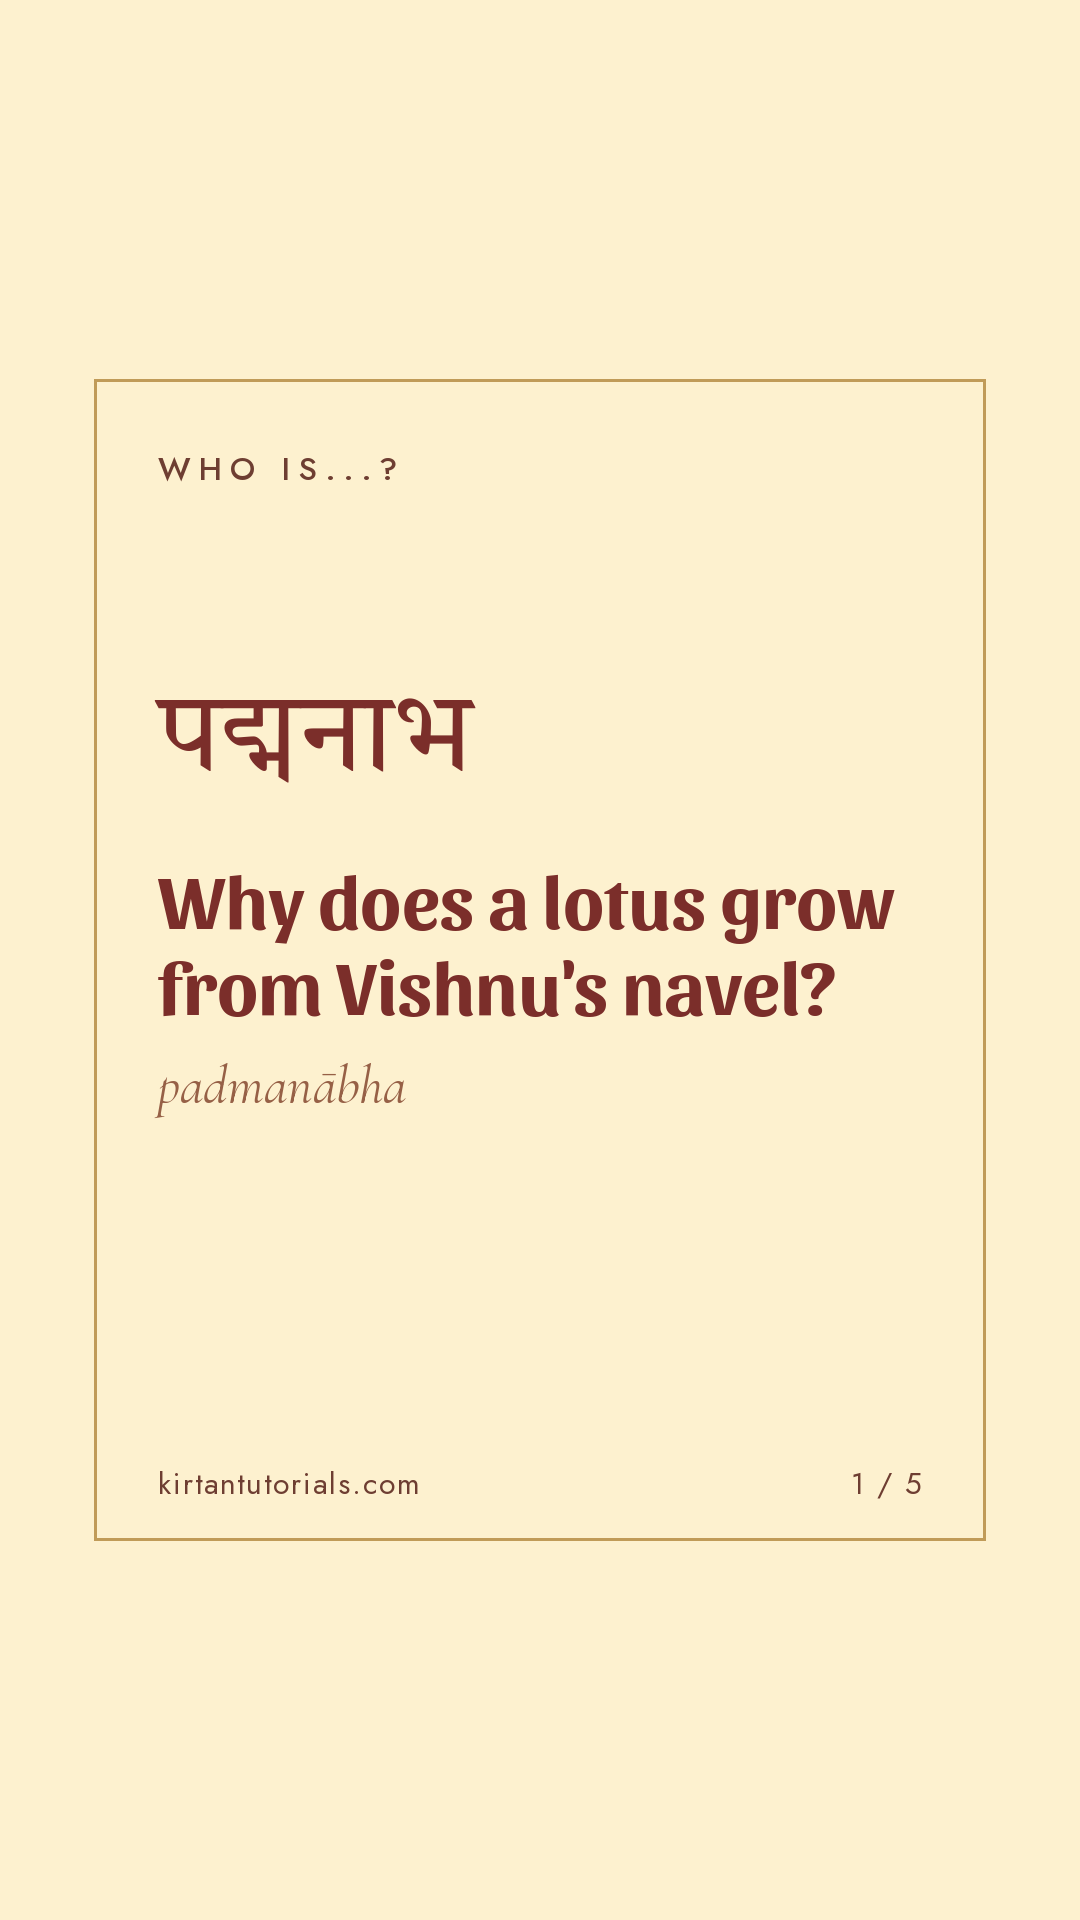 WHO IS...?
पद्मनाभ
Why does a lotus grow
from Vishnu's navel?
padmanābha
kirtantutorials.com
1 / 5